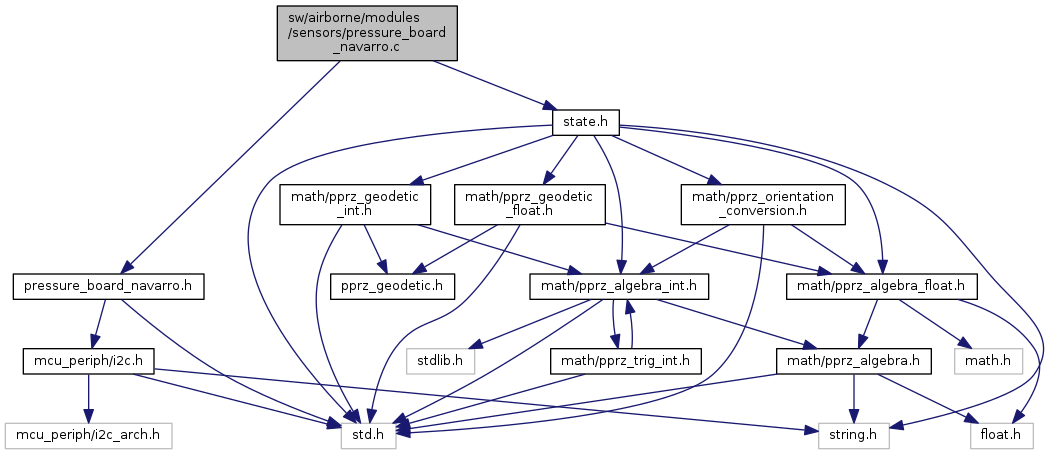 sw/airborne/modules
/sensors/pressure_board
_navarro.c
state.h
math/pprz_geodetic
_int.h
math/pprz_geodetic
_float.h
math/pprz_orientation
_conversion.h
pressure_board_navarro.h
pprz_geodetic.h
math/pprz_algebra_int.h
math/pprz_algebra_float.h
mcu_periph/i2c.h
stdlib.h
math/pprz_trig_int.h
math/pprz_algebra.h
math.h
mcu_periph/i2c_arch.h
std.h
string.h
float.h